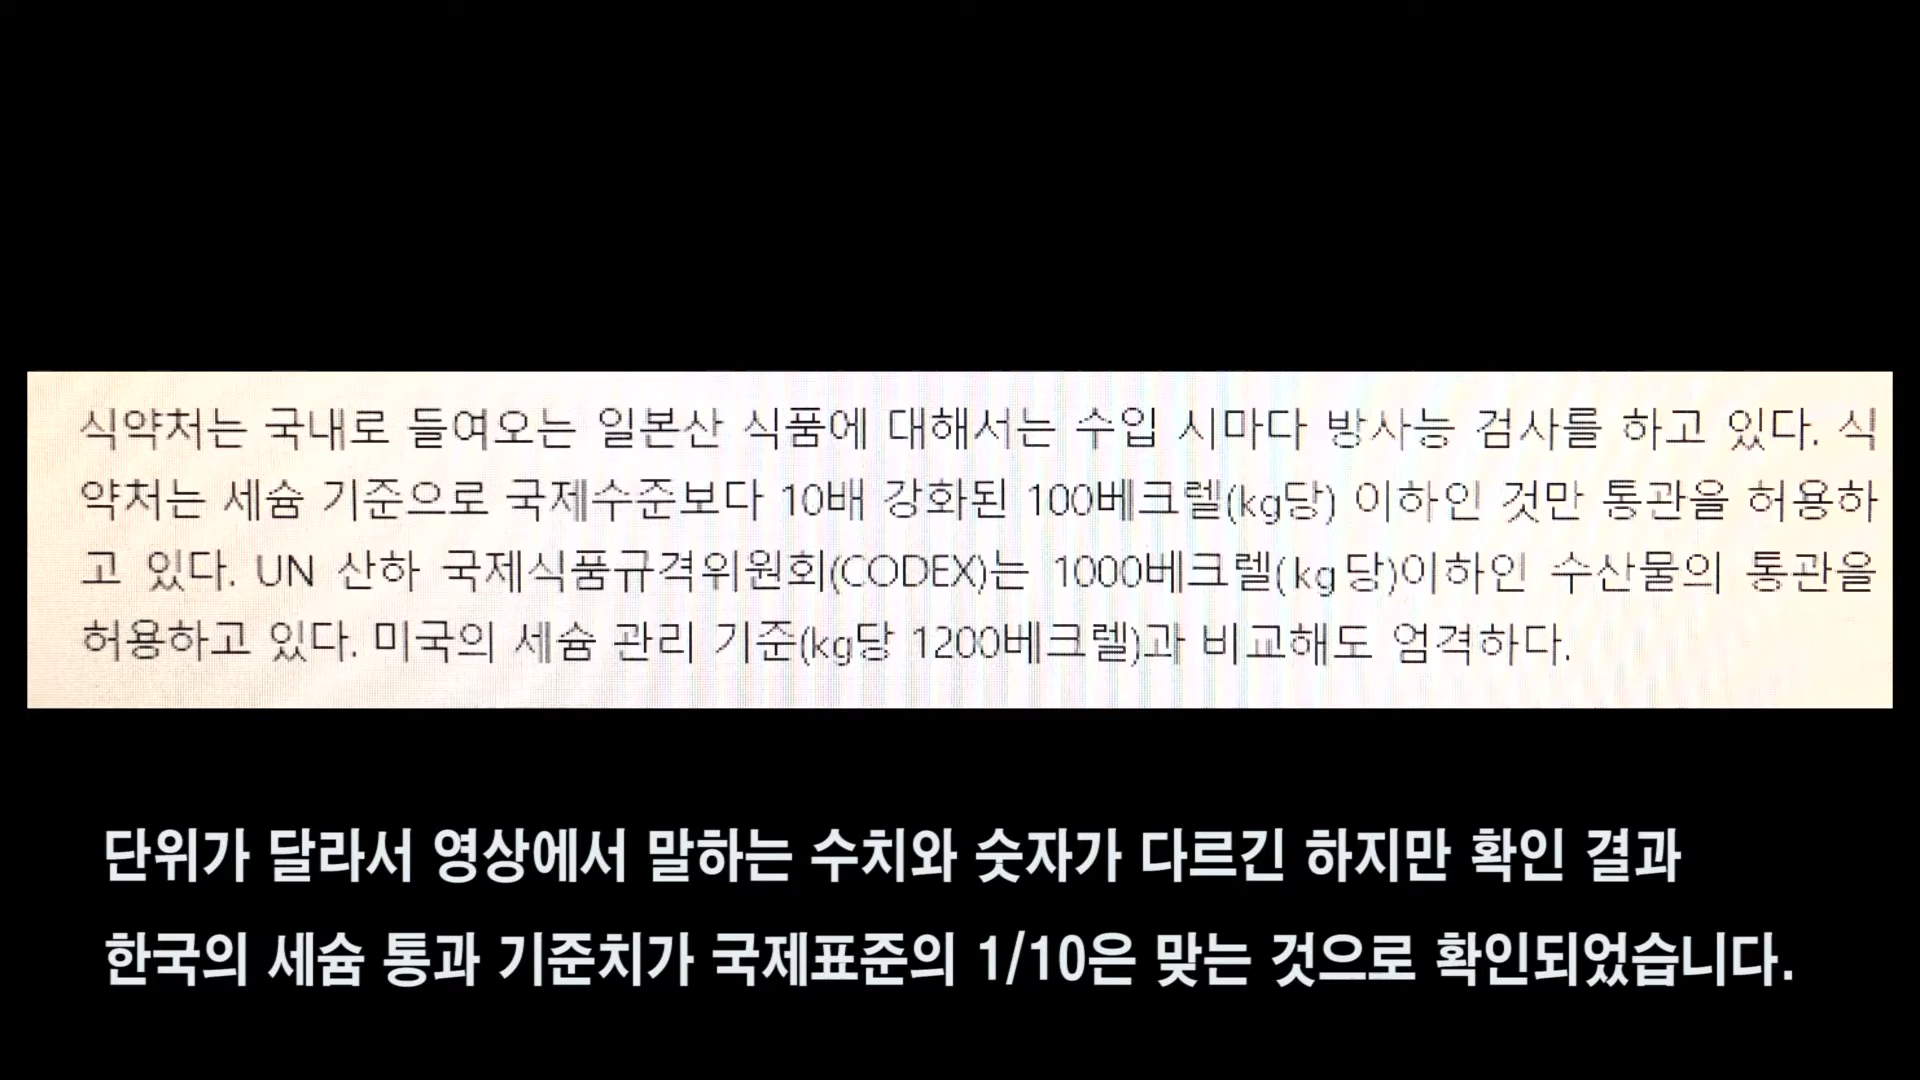 식약처는 국내로 들여오는 일본산 식품에 대해서는 수입 시마다 방사능 검사를 하고 있다. 식
약처는 세슘 기준으로 국제수준보다 10배 강화된 100베크렐(kg당) 이하인 것만 통관을 허용하
고 있다. UN 산하 국제식품규격위원회(CODEX)는 1000베크렐(kg당)이하인 수산물의 통관을
허용하고 있다. 미국의 세슘 관리 기준(kg당 1200베크렐)과 비교해도 엄격하다.
단위가 달라서 영상에서 말하는 수치와 숫자가 다르긴 하지만 확인 결과
한국의 세슘 통과 기준치가 국제표준의 1/10은 맞는 것으로 확인되었습니다.